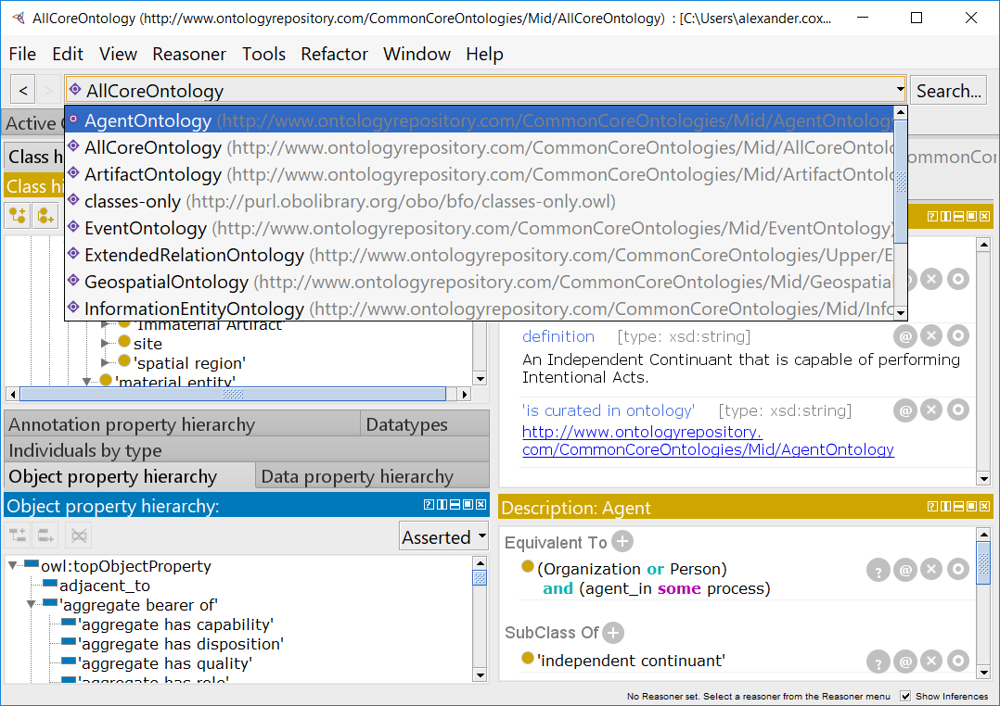 AllCoreOntology (http://www.ontologyrepository.com/CommonCoreOntologies/Mid/AllCoreOntology) : [C:\Users\alexander.cox...
File Edit View Reasoner Tools Refactor Window Help
< > AllCoreOntology Search...
Active
AgentOntology (http://www.ontologyrepository.com/CommonCoreOntologies/Mid/AgentOntology
AllCoreOntology (http://www.ontologyrepository.com/CommonCoreOntologies/Mid/AllCoreOntolo
ArtifactOntology (http://www.ontologyrepository.com/CommonCoreOntologies/Mid/ArtifactOntolo
classes-only (http://purl.obolibrary.org/obo/bfo/classes-only.owl)
EventOntology (http://www.ontologyrepository.com/CommonCoreOntologies/Mid/EventOntology)
ExtendedRelationOntology (http://www.ontologyrepository.com/CommonCoreOntologies/Upper/E
GeospatialOntology (http://www.ontologyrepository.com/CommonCoreOntologies/Mid/Geospatial
InformationEntityOntology (http://www.ontologyrepository.com/CommonCoreOntologies/Mid/Info
Class h
ommonCor
Class hi
'Immaterial Artifact'
site
'spatial region'
'material entity'
definition [type: xsd:string]
An Independent Continuant that is capable of performing
Intentional Acts.
'is curated in ontology' [type: xsd:string]
http://www.ontologyrepository.
com/CommonCoreOntologies/Mid/AgentOntology
Annotation property hierarchy Datatypes
Individuals by type
Object property hierarchy Data property hierarchy
Object property hierarchy:
Asserted
owl:topObjectProperty
adjacent_to
'aggregate bearer of'
'aggregate has capability'
'aggregate has disposition'
'aggregate has quality'
'aggregate has role'
Description: Agent
Equivalent To
(Organization or Person)
and (agent_in some process)
SubClass Of
'independent continuant'
No Reasoner set. Select a reasoner from the Reasoner menu Show Inferences